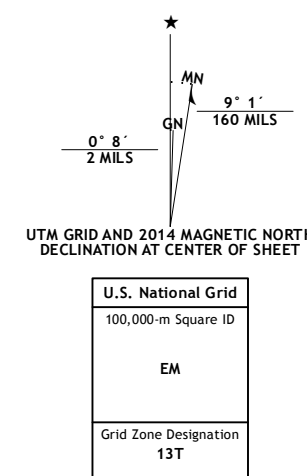 ★
MN
GN
9° 1´
160 MILS
0° 8´
2 MILS
UTM GRID AND 2014 MAGNETIC NORTH
DECLINATION AT CENTER OF SHEET
U.S. National Grid
100,000-m Square ID
EM
Grid Zone Designation
13T